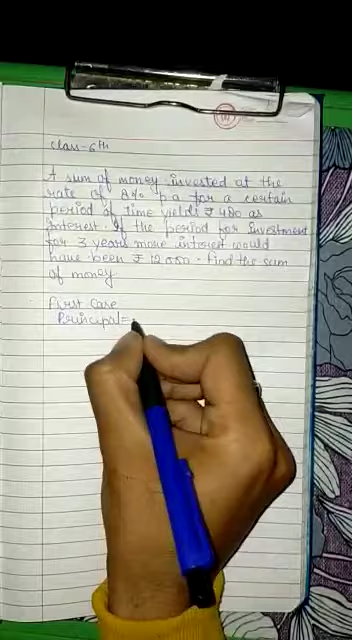 Class-6th
A sum of money invested at the
rate of 8% p a for a certain
period of time yields ₹ 480 as
interest. If the period for investment
for 3 years more interest would
have been ₹ 12000. Find the sum
of money
First Case
Principal=